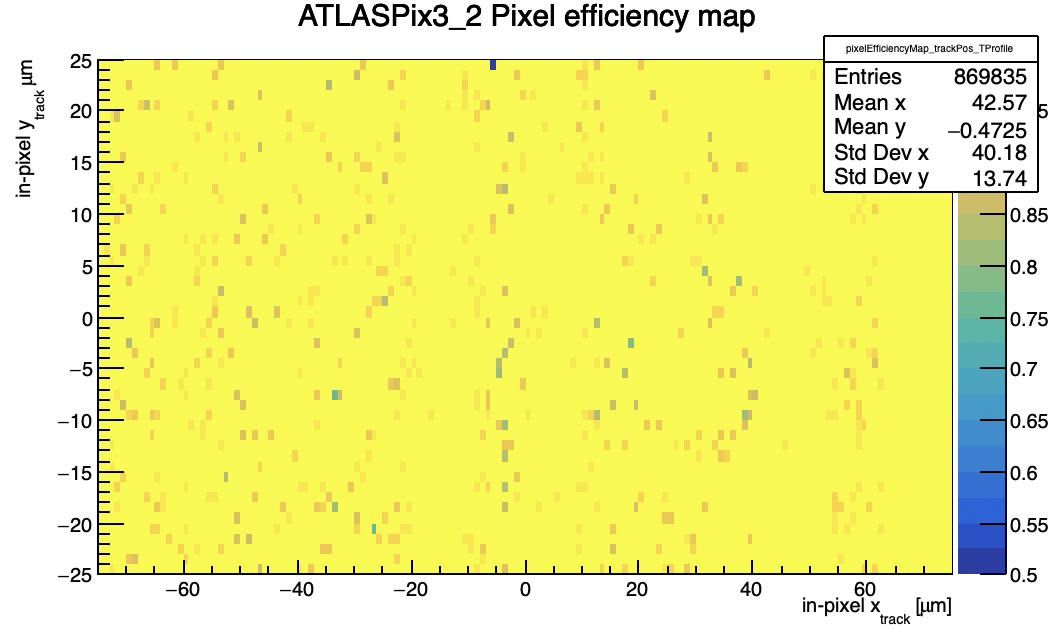 ATLASPix3_2 Pixel efficiency map
pixelEfficiencyMap_trackPos_TProfile
Entries 869835
Mean x 42.57
Mean y −0.4725
Std Dev x 40.18
Std Dev y 13.74
in-pixel y_track μm
25
20
15
10
5
0
−5
−10
−15
−20
−25
−60 −40 −20 0 20 40 60
in-pixel x_track [μm]
5
0.85
0.8
0.75
0.7
0.65
0.6
0.55
0.5